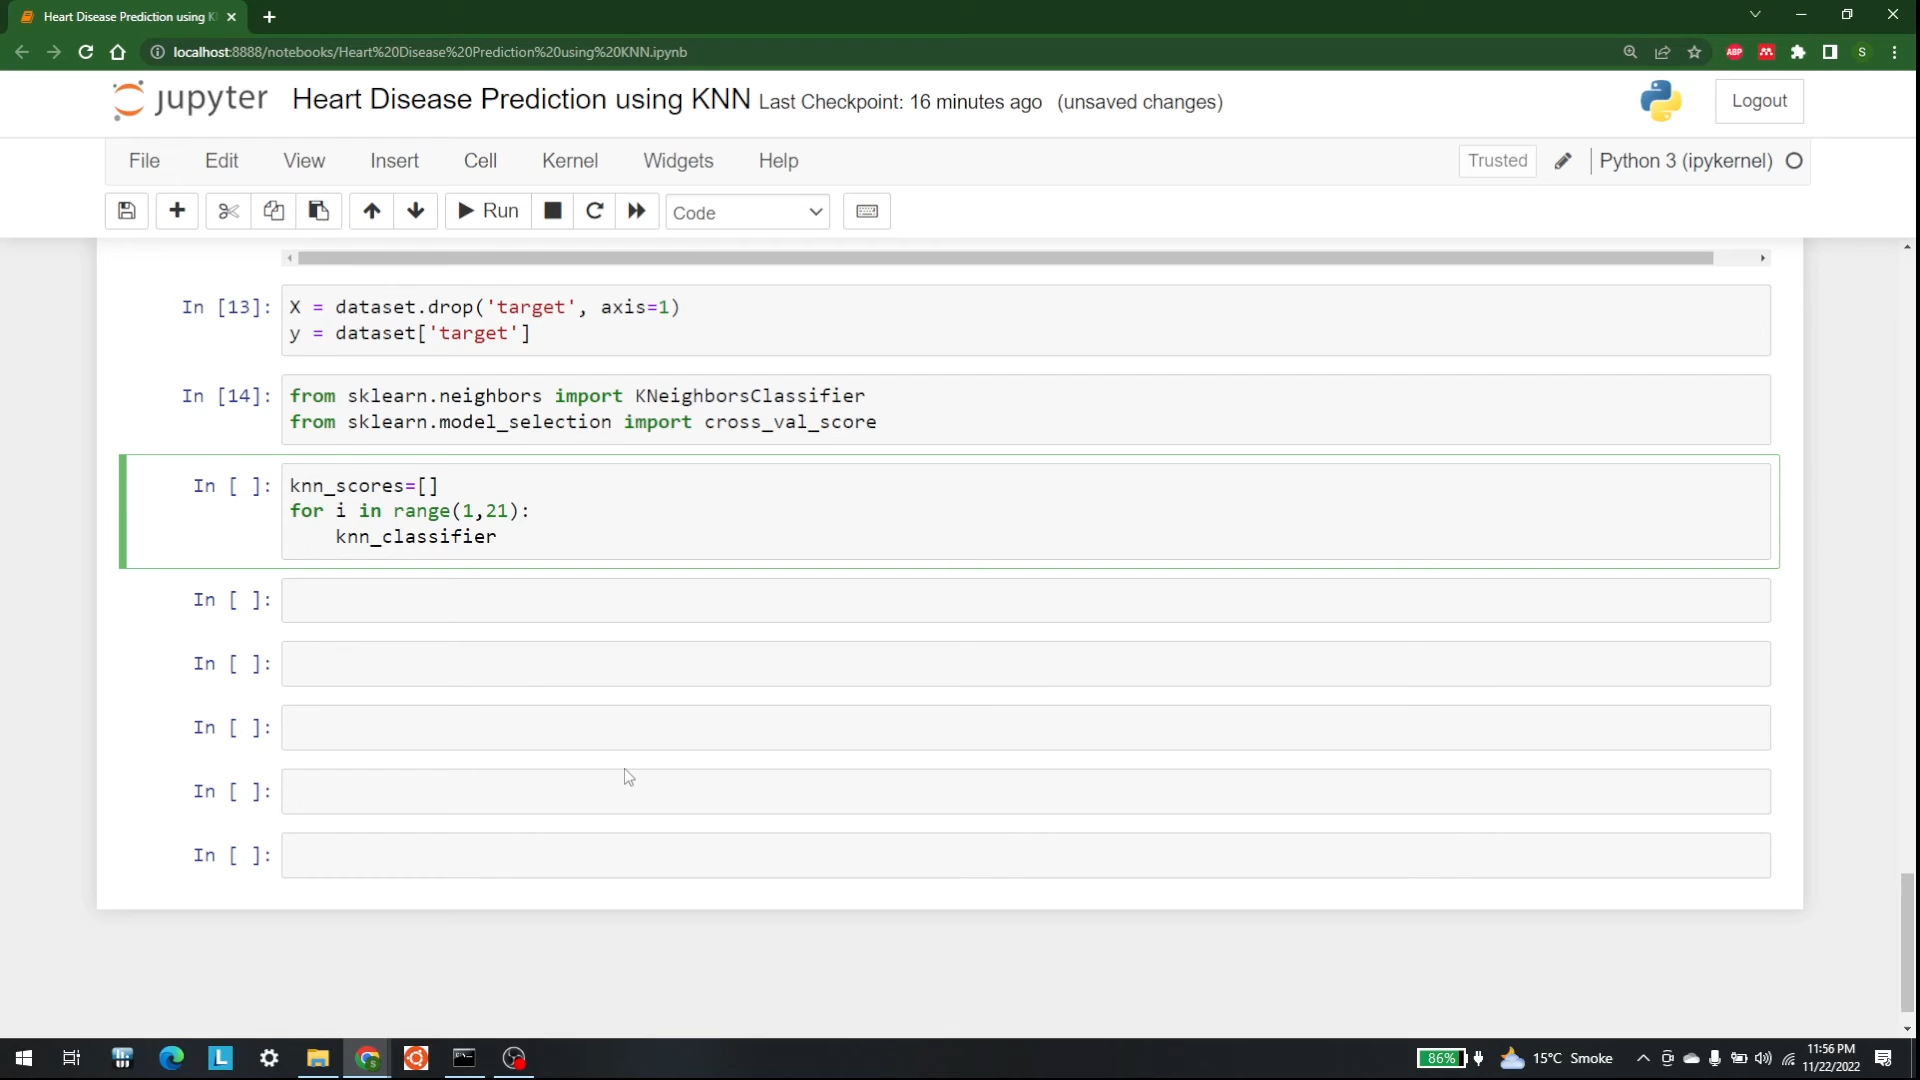 Heart Disease Prediction using K
localhost:8888/notebooks/Heart%20Disease%20Prediction%20using%20KNN.ipynb
ABP
S
jupyter Heart Disease Prediction using KNN Last Checkpoint: 16 minutes ago (unsaved changes)
Logout
File Edit View Insert Cell Kernel Widgets Help
Trusted
Python 3 (ipykernel)
Run
Code
In [13]: X = dataset.drop('target', axis=1)
y = dataset['target']
In [14]: from sklearn.neighbors import KNeighborsClassifier
from sklearn.model_selection import cross_val_score
In [ ]: knn_scores=[]
for i in range(1,21):
    knn_classifier
In [ ]:
In [ ]:
In [ ]:
In [ ]:
In [ ]:
L
86%
15°C Smoke
11:56 PM
11/22/2022